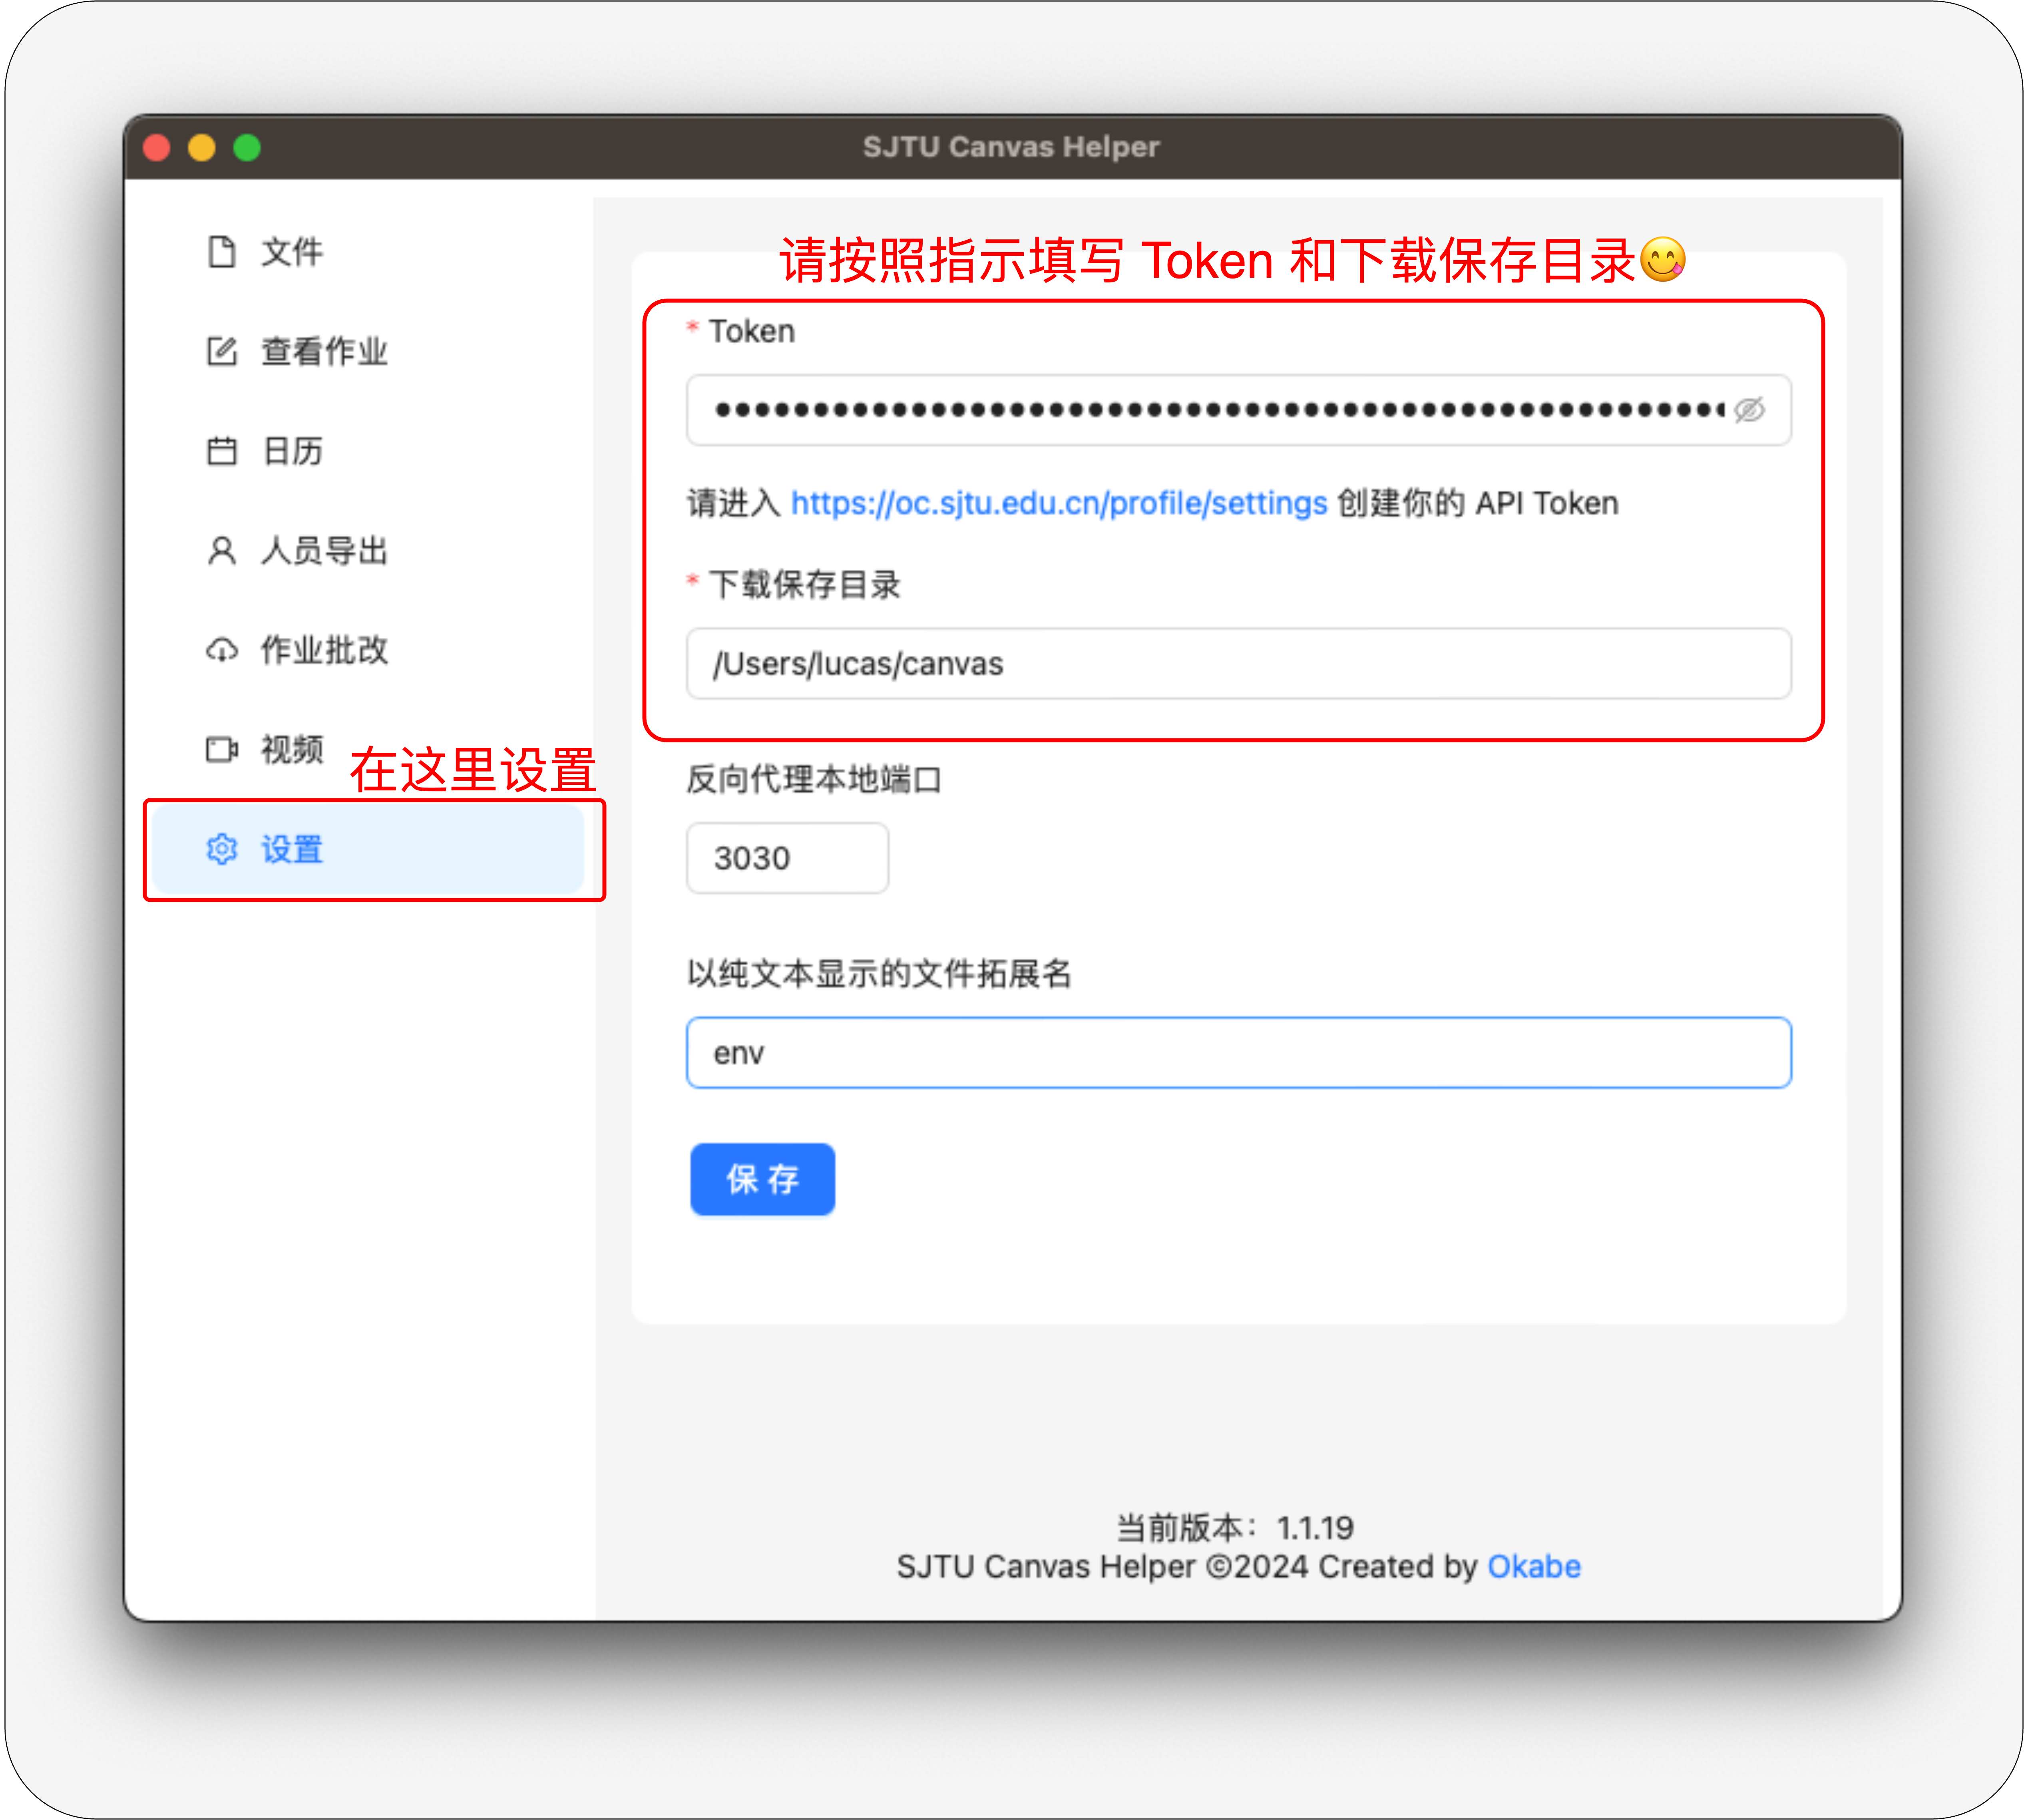 SJTU Canvas Helper
文件
查看作业
日历
人员导出
作业批改
视频
在这里设置
设置
请按照指示填写 Token 和下载保存目录😋
* Token
••••••••••••••••••••••••••••••••••••••••••••••••••••
请进入 https://oc.sjtu.edu.cn/profile/settings 创建你的 API Token
* 下载保存目录
/Users/lucas/canvas
反向代理本地端口
3030
以纯文本显示的文件拓展名
env
保 存
当前版本：1.1.19
SJTU Canvas Helper ©2024 Created by Okabe